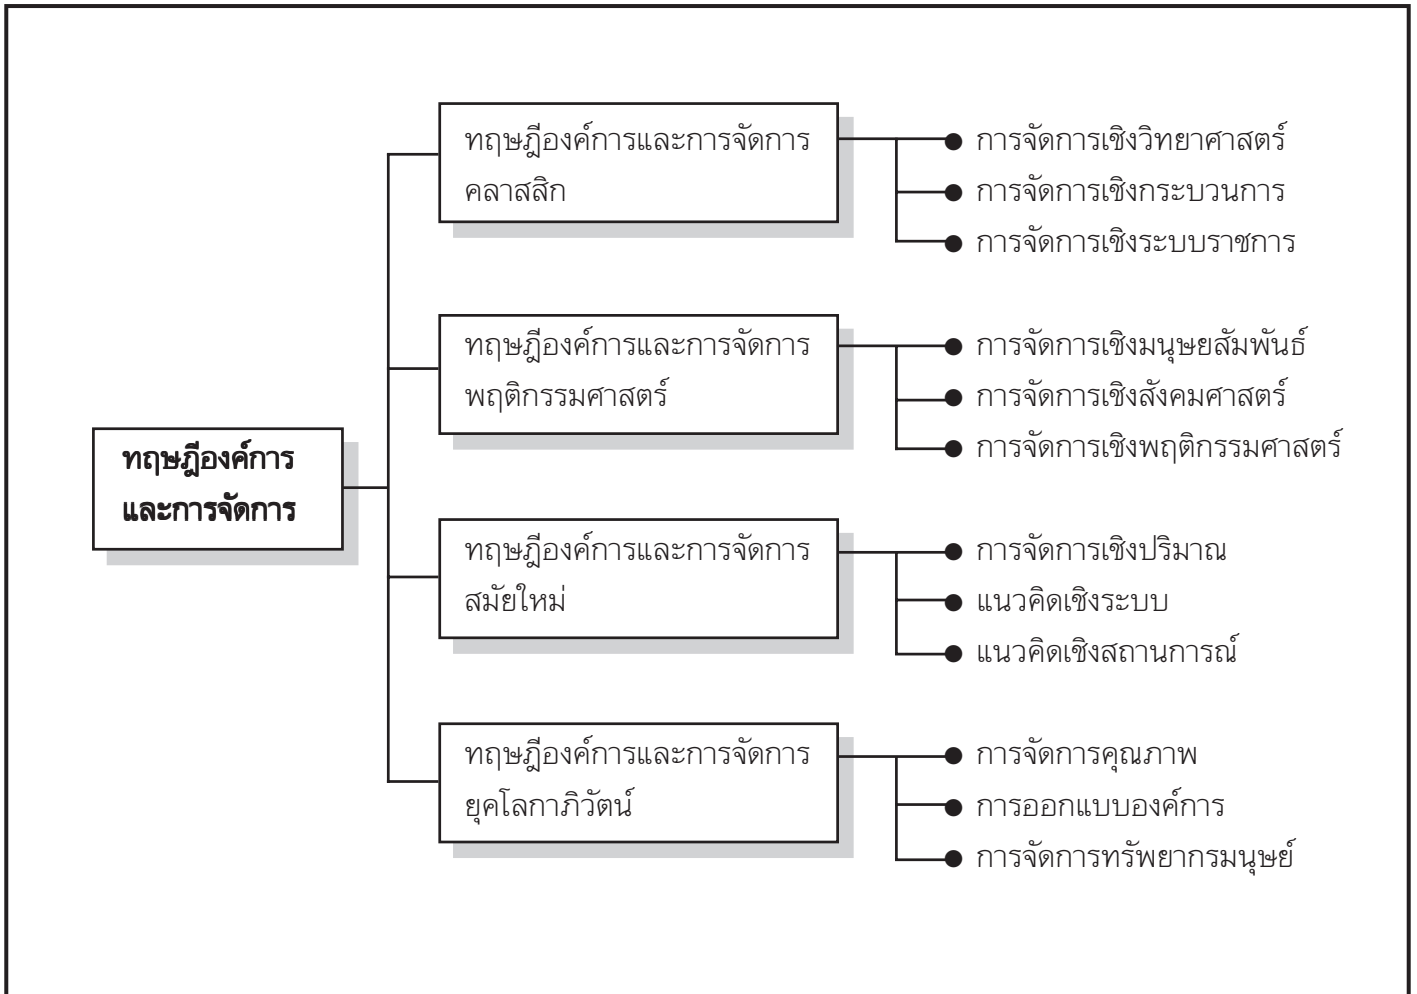 ทฤษฎีองค์การ
และการจัดการ
ทฤษฎีองค์การและการจัดการ
คลาสสิก
การจัดการเชิงวิทยาศาสตร์
การจัดการเชิงกระบวนการ
การจัดการเชิงระบบราชการ
ทฤษฎีองค์การและการจัดการ
พฤติกรรมศาสตร์
การจัดการเชิงมนุษยสัมพันธ์
การจัดการเชิงสังคมศาสตร์
การจัดการเชิงพฤติกรรมศาสตร์
ทฤษฎีองค์การและการจัดการ
สมัยใหม่
การจัดการเชิงปริมาณ
แนวคิดเชิงระบบ
แนวคิดเชิงสถานการณ์
ทฤษฎีองค์การและการจัดการ
ยุคโลกาภิวัตน์
การจัดการคุณภาพ
การออกแบบองค์การ
การจัดการทรัพยากรมนุษย์